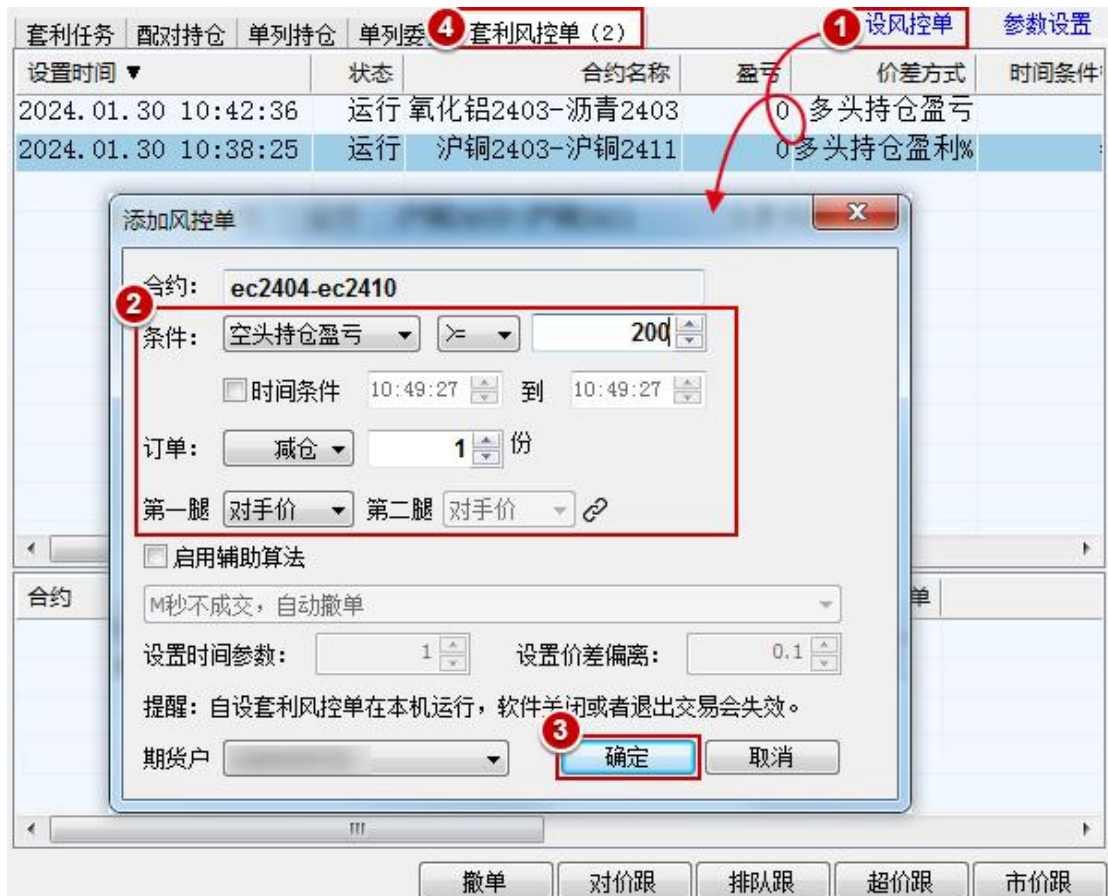 套利任务 配对持仓 单列持仓 单列委 4 套利风控单（2） 1 设风控单 参数设置
设置时间▼ 状态 合约名称 盈亏 价差方式 时间条件
2024.01.30 10:42:36 运行 氧化铝2403-沥青2403 0 多头持仓盈亏
2024.01.30 10:38:25 运行 沪铜2403-沪铜2411 0 多头持仓盈利%
添加风控单
合约： ec2404-ec2410
2
条件： 空头持仓盈亏 >= 200
时间条件 10:49:27 到 10:49:27
订单： 减仓 1 份
第一腿 对手价 第二腿 对手价
启用辅助算法
合约 单
M秒不成交，自动撤单
设置时间参数： 1 设置价差偏离： 0.1
提醒：自设套利风控单在本机运行，软件关闭或者退出交易会失效。
3
期货户 确定 取消
撤单 对价跟 排队跟 超价跟 市价跟